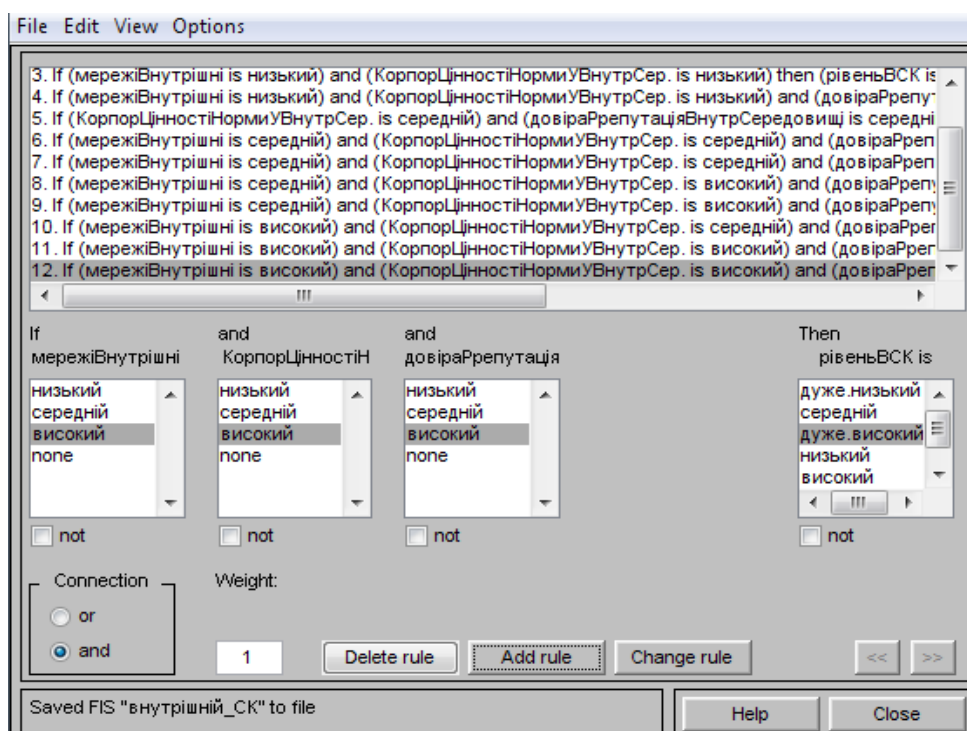 File Edit View Options
3. If (мережіВнутрішні is низький) and (КорпорЦінностіНормиУВнутрСер. is низький) then (рівеньВСК is
4. If (мережіВнутрішні is низький) and (КорпорЦінностіНормиУВнутрСер. is низький) and (довіраРрепут
5. If (КорпорЦінностіНормиУВнутрСер. is середній) and (довіраРрепутаціяВнутрСередовищі is середні
6. If (мережіВнутрішні is середній) and (КорпорЦінностіНормиУВнутрСер. is середній) and (довіраРреп
7. If (мережіВнутрішні is середній) and (КорпорЦінностіНормиУВнутрСер. is середній) and (довіраРреп
8. If (мережіВнутрішні is середній) and (КорпорЦінностіНормиУВнутрСер. is високий) and (довіраРрепу
9. If (мережіВнутрішні is середній) and (КорпорЦінностіНормиУВнутрСер. is високий) and (довіраРрепу
10. If (мережіВнутрішні is високий) and (КорпорЦінностіНормиУВнутрСер. is середній) and (довіраРреп
11. If (мережіВнутрішні is високий) and (КорпорЦінностіНормиУВнутрСер. is високий) and (довіраРреп
12. If (мережіВнутрішні is високий) and (КорпорЦінностіНормиУВнутрСер. is високий) and (довіраРреп
If and and Then
мережіВнутрішні КорпорЦінностіН довіраРрепутація рівеньВСК is
низький низький низький дуже.низький
середній середній середній середній
високий високий високий дуже.високий
none none none низький
високий
not not not not
Connection Weight:
or
and 1 Delete rule Add rule Change rule << >>
Saved FIS "внутрішній_СК" to file Help Close